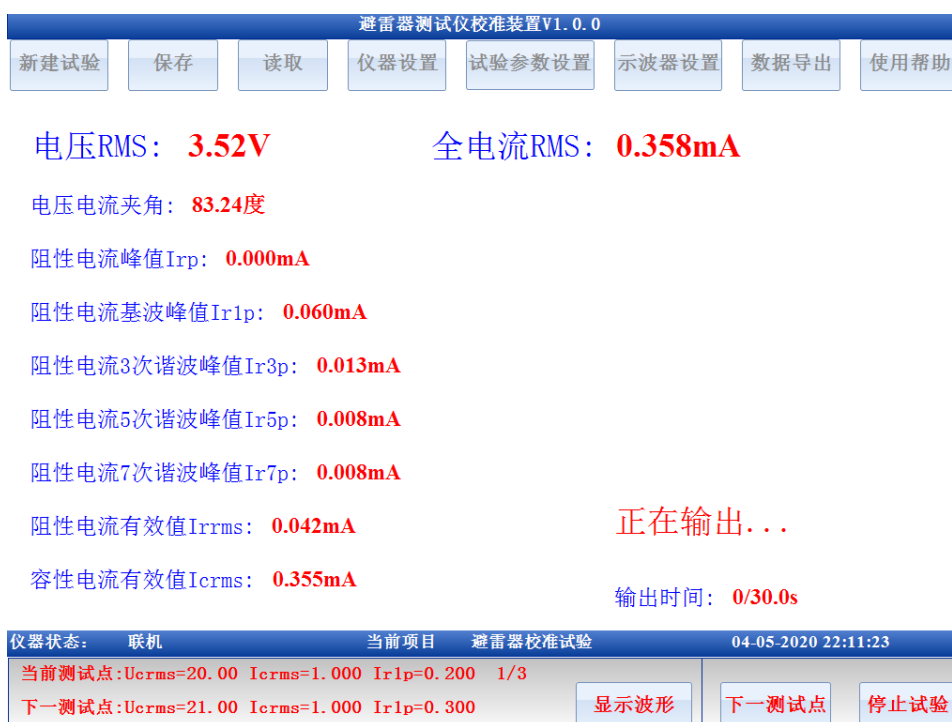 避雷器测试仪校准装置V1.0.0
新建试验 保存 读取 仪器设置 试验参数设置 示波器设置 数据导出 使用帮助
电压RMS: 3.52V 全电流RMS: 0.358mA
电压电流夹角: 83.24度
阻性电流峰值Irp: 0.000mA
阻性电流基波峰值Ir1p: 0.060mA
阻性电流3次谐波峰值Ir3p: 0.013mA
阻性电流5次谐波峰值Ir5p: 0.008mA
阻性电流7次谐波峰值Ir7p: 0.008mA
阻性电流有效值Irrms: 0.042mA
正在输出...
容性电流有效值Icrms: 0.355mA
输出时间: 0/30.0s
仪器状态: 联机 当前项目 避雷器校准试验 04-05-2020 22:11:23
当前测试点:Ucrms=20.00 Icrms=1.000 Ir1p=0.200 1/3
下一测试点:Ucrms=21.00 Icrms=1.000 Ir1p=0.300
显示波形 下一测试点 停止试验